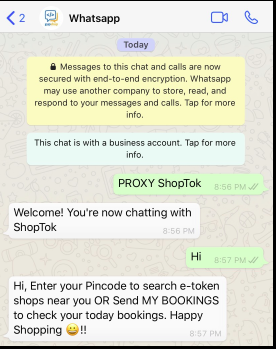 2
Whatsapp
Today
Messages to this chat and calls are now
secured with end-to-end encryption. Whatsapp
may use another company to store, read, and
respond to your messages and calls. Tap for more
info.
This chat is with a business account. Tap for more
info.
PROXY ShopTok
8:56 PM
Welcome! You're now chatting with
ShopTok
8:56 PM
Hi
8:57 PM
Hi, Enter your Pincode to search e-token
shops near you OR Send MY BOOKINGS
to check your today bookings. Happy
Shopping 😀!!
8:57 PM